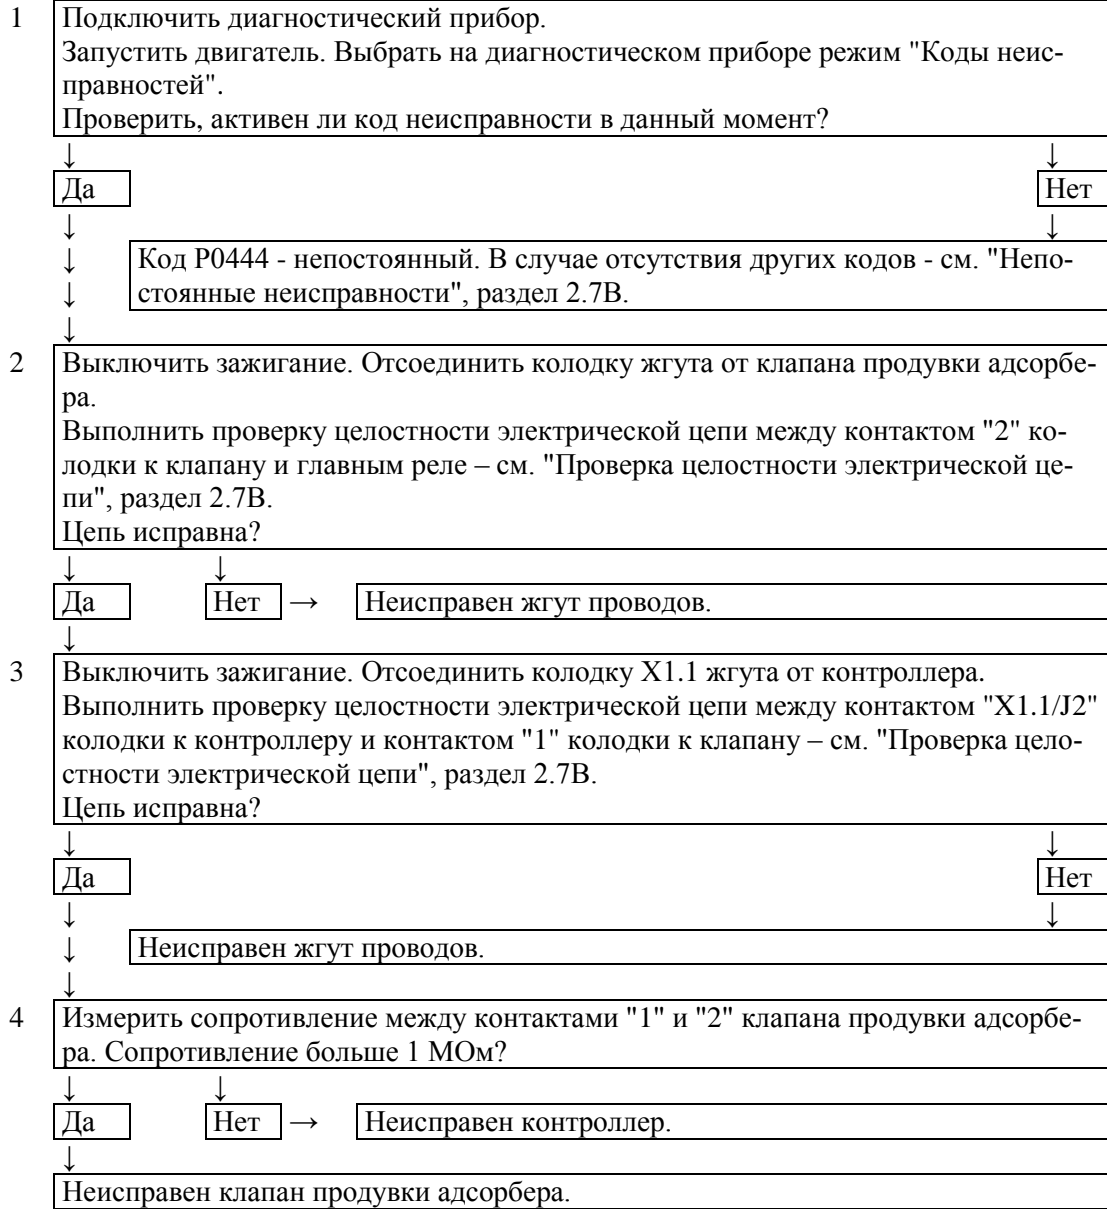 1 Подключить диагностический прибор.
Запустить двигатель. Выбрать на диагностическом приборе режим "Коды неис-
правностей".
Проверить, активен ли код неисправности в данный момент?
↓ ↓
Да Нет
↓ ↓
↓ Код Р0444 - непостоянный. В случае отсутствия других кодов - см. "Непо-
↓ стоянные неисправности", раздел 2.7В.
↓
2 Выключить зажигание. Отсоединить колодку жгута от клапана продувки адсорбе-
ра.
Выполнить проверку целостности электрической цепи между контактом "2" ко-
лодки к клапану и главным реле – см. "Проверка целостности электрической це-
пи", раздел 2.7В.
Цепь исправна?
↓ ↓
Да Нет → Неисправен жгут проводов.
↓
3 Выключить зажигание. Отсоединить колодку X1.1 жгута от контроллера.
Выполнить проверку целостности электрической цепи между контактом "X1.1/J2"
колодки к контроллеру и контактом "1" колодки к клапану – см. "Проверка цело-
стности электрической цепи", раздел 2.7В.
Цепь исправна?
↓ ↓
Да Нет
↓ ↓
↓ Неисправен жгут проводов.
↓
4 Измерить сопротивление между контактами "1" и "2" клапана продувки адсорбе-
ра. Сопротивление больше 1 МОм?
↓ ↓
Да Нет → Неисправен контроллер.
↓
Неисправен клапан продувки адсорбера.